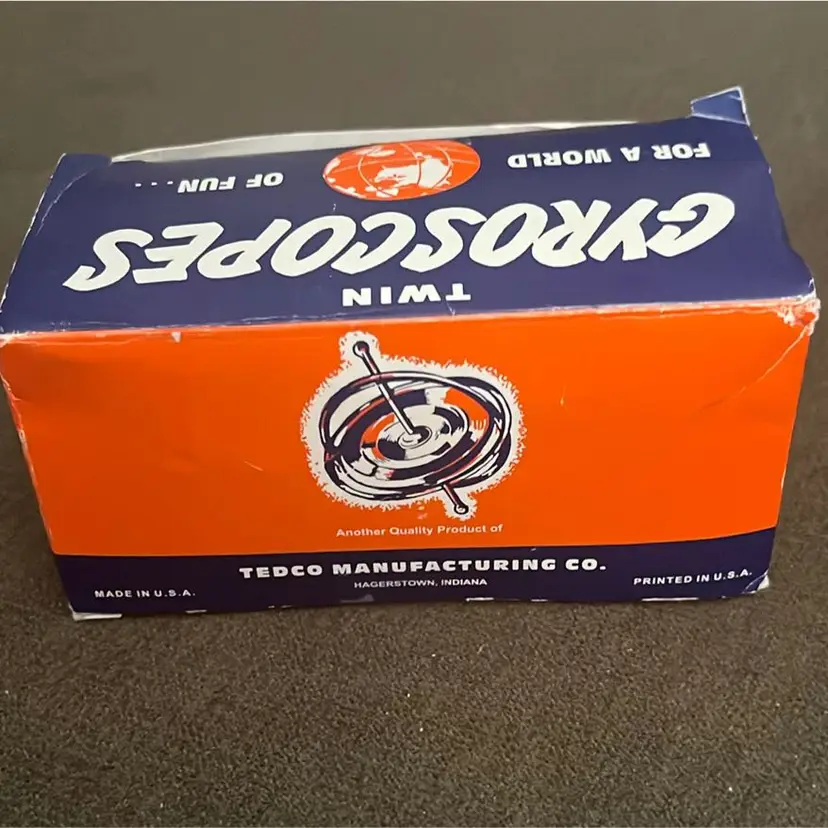 FOR A WORLD OF FUN...
GYROSCOPES
TWIN
Another Quality Product of
TEDCO MANUFACTURING CO.
HAGERSTOWN, INDIANA
MADE IN U.S.A.
PRINTED IN U.S.A.